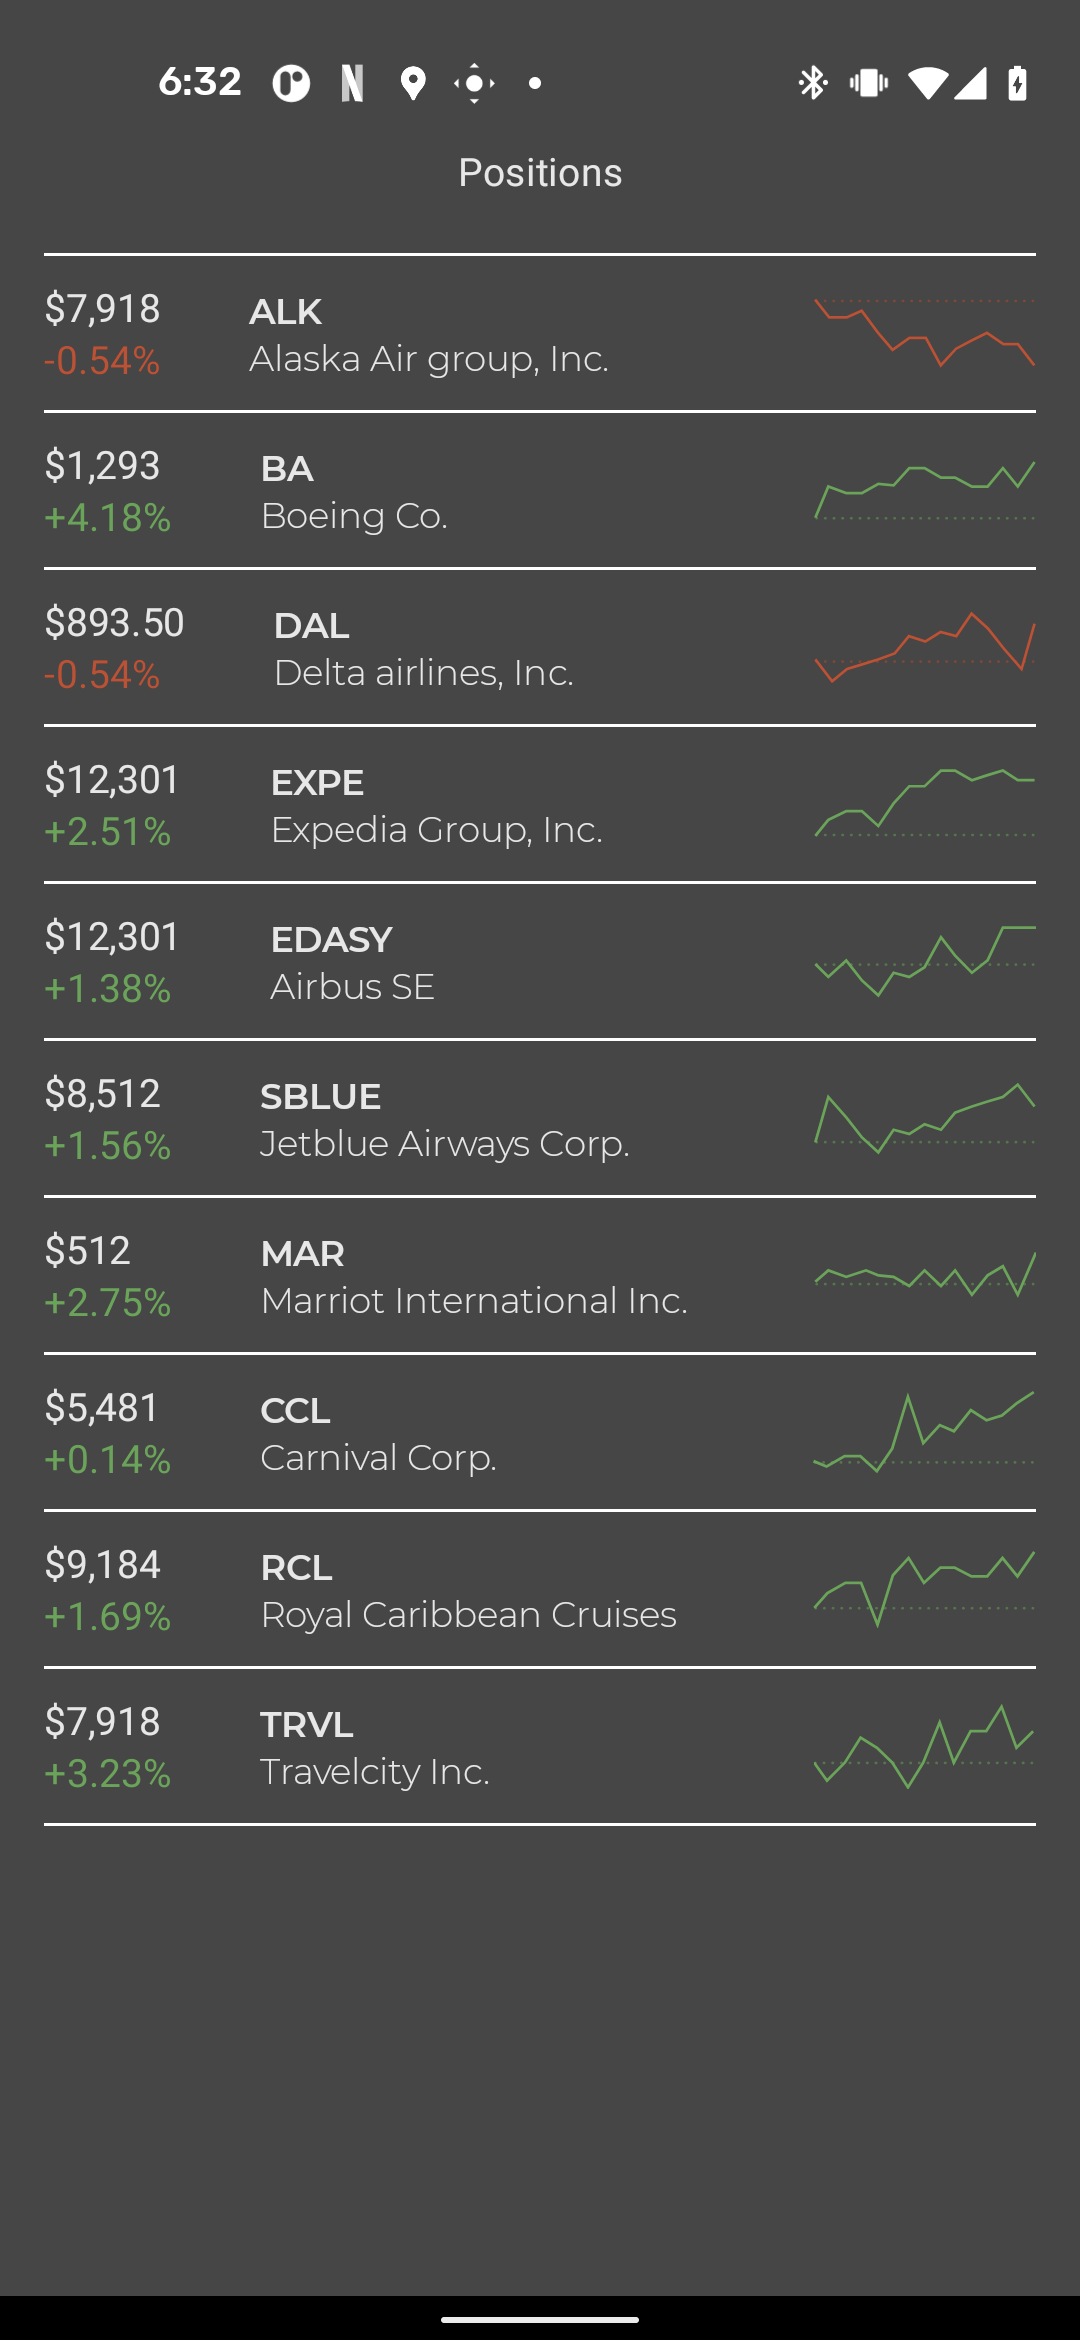 6:32
Positions
$7,918 ALK
-0.54% Alaska Air group, Inc.
$1,293 BA
+4.18% Boeing Co.
$893.50 DAL
-0.54% Delta airlines, Inc.
$12,301 EXPE
+2.51% Expedia Group, Inc.
$12,301 EDASY
+1.38% Airbus SE
$8,512 SBLUE
+1.56% Jetblue Airways Corp.
$512 MAR
+2.75% Marriot International Inc.
$5,481 CCL
+0.14% Carnival Corp.
$9,184 RCL
+1.69% Royal Caribbean Cruises
$7,918 TRVL
+3.23% Travelcity Inc.